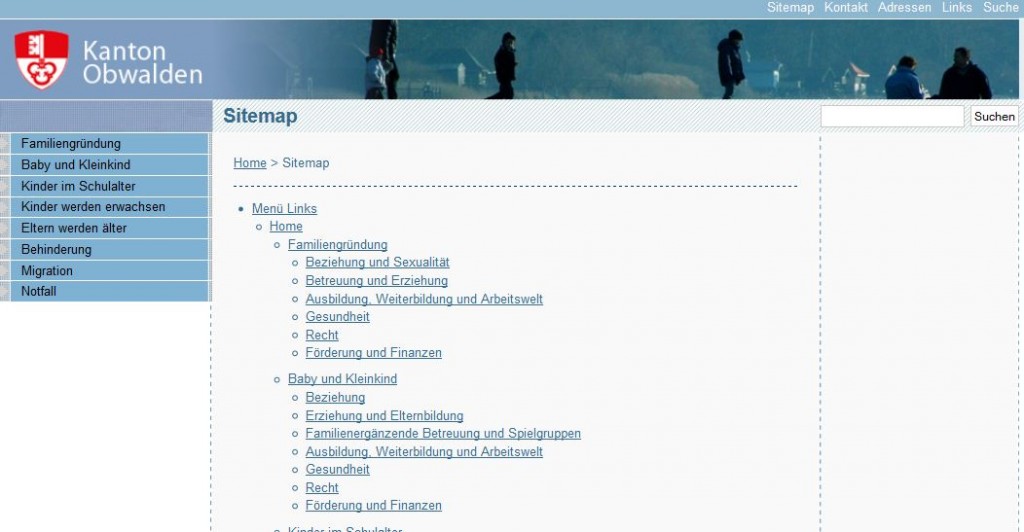 Sitemap Kontakt Adressen Links Suche
Kanton
Obwalden
Sitemap
Suchen
Familiengründung
Baby und Kleinkind
Kinder im Schulalter
Kinder werden erwachsen
Eltern werden älter
Behinderung
Migration
Notfall
Home > Sitemap
Menü Links
Home
Familiengründung
Beziehung und Sexualität
Betreuung und Erziehung
Ausbildung, Weiterbildung und Arbeitswelt
Gesundheit
Recht
Förderung und Finanzen
Baby und Kleinkind
Beziehung
Erziehung und Elternbildung
Familienergänzende Betreuung und Spielgruppen
Ausbildung, Weiterbildung und Arbeitswelt
Gesundheit
Recht
Förderung und Finanzen
Kinder im Schulalter